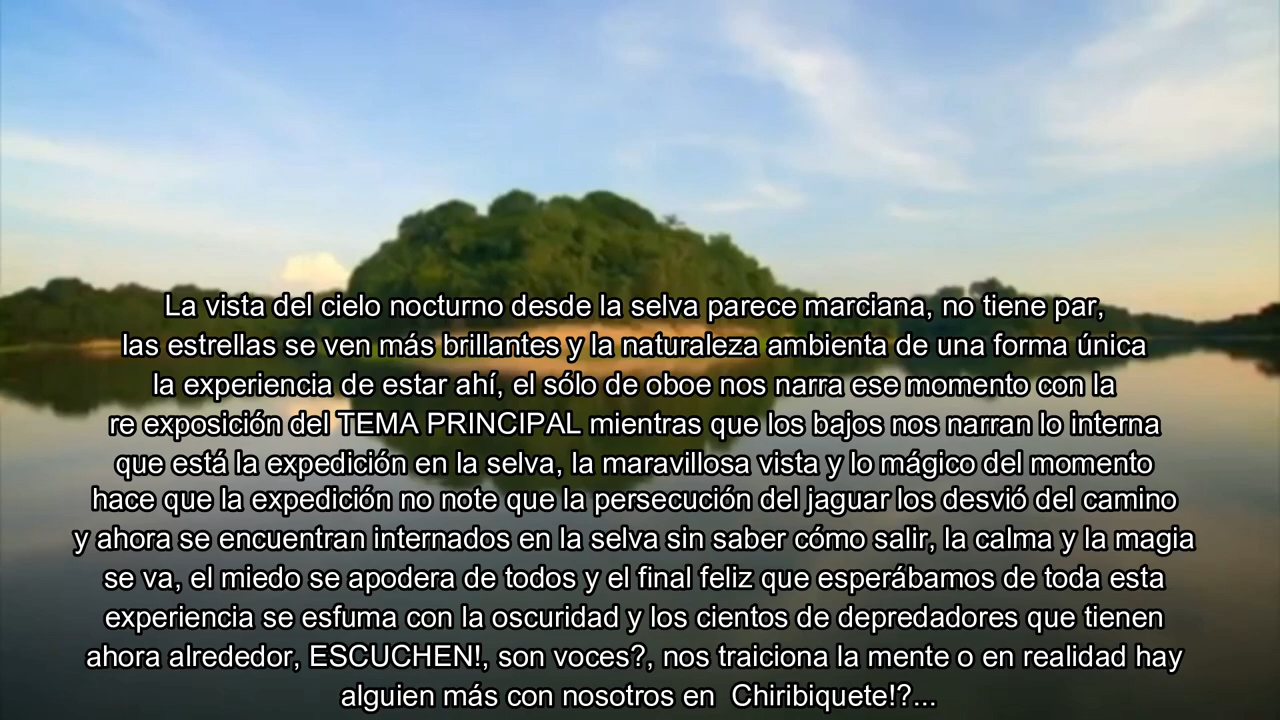 La vista del cielo nocturno desde la selva parece marciana, no tiene par,
las estrellas se ven más brillantes y la naturaleza ambienta de una forma única
la experiencia de estar ahí, el sólo de oboe nos narra ese momento con la
re exposición del TEMA PRINCIPAL mientras que los bajos nos narran lo interna
que está la expedición en la selva, la maravillosa vista y lo mágico del momento
hace que la expedición no note que la persecución del jaguar los desvió del camino
y ahora se encuentran internados en la selva sin saber cómo salir, la calma y la magia
se va, el miedo se apodera de todos y el final feliz que esperábamos de toda esta
experiencia se esfuma con la oscuridad y los cientos de depredadores que tienen
ahora alrededor, ESCUCHEN!, son voces?, nos traiciona la mente o en realidad hay
alguien más con nosotros en  Chiribiquete!?...